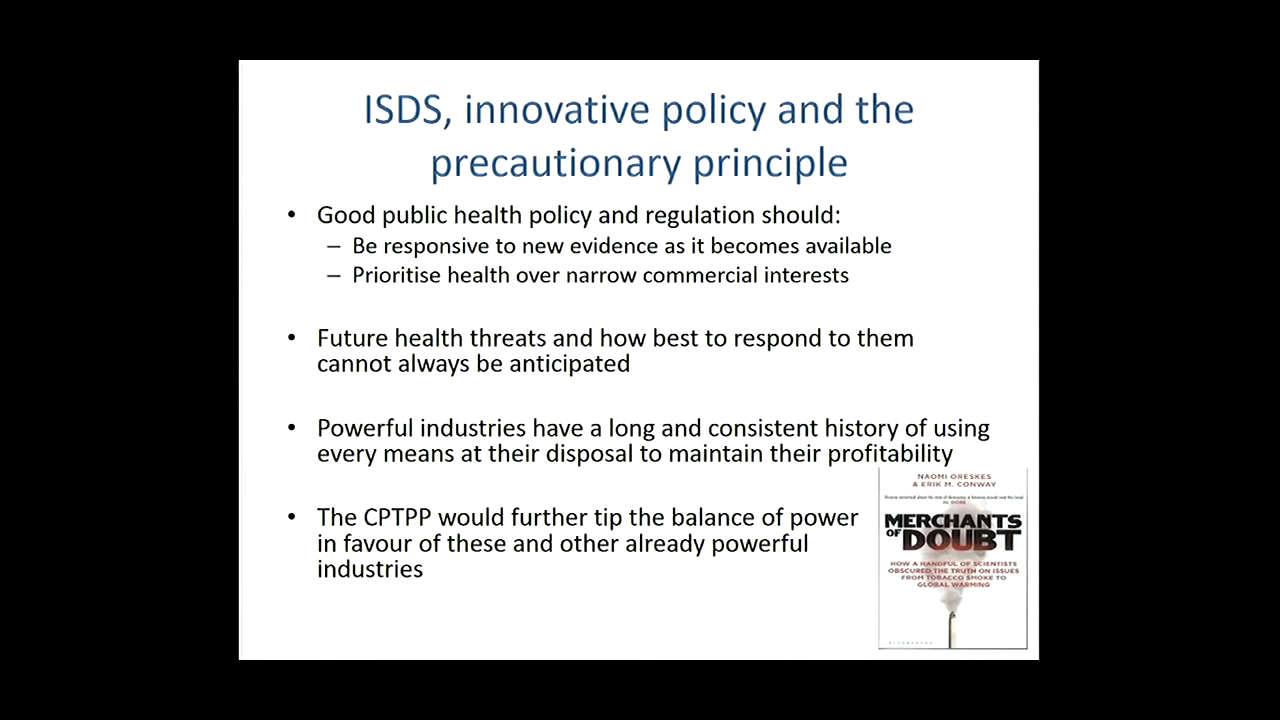 ISDS, innovative policy and the
precautionary principle
• Good public health policy and regulation should:
– Be responsive to new evidence as it becomes available
– Prioritise health over narrow commercial interests
• Future health threats and how best to respond to them
cannot always be anticipated
• Powerful industries have a long and consistent history of using
every means at their disposal to maintain their profitability
• The CPTPP would further tip the balance of power
in favour of these and other already powerful
industries
NAOMI ORESKES
& ERIK M. CONWAY
AL GORE
MERCHANTS
OF DOUBT
HOW A HANDFUL OF SCIENTISTS
OBSCURED THE TRUTH ON ISSUES
FROM TOBACCO SMOKE TO
GLOBAL WARMING